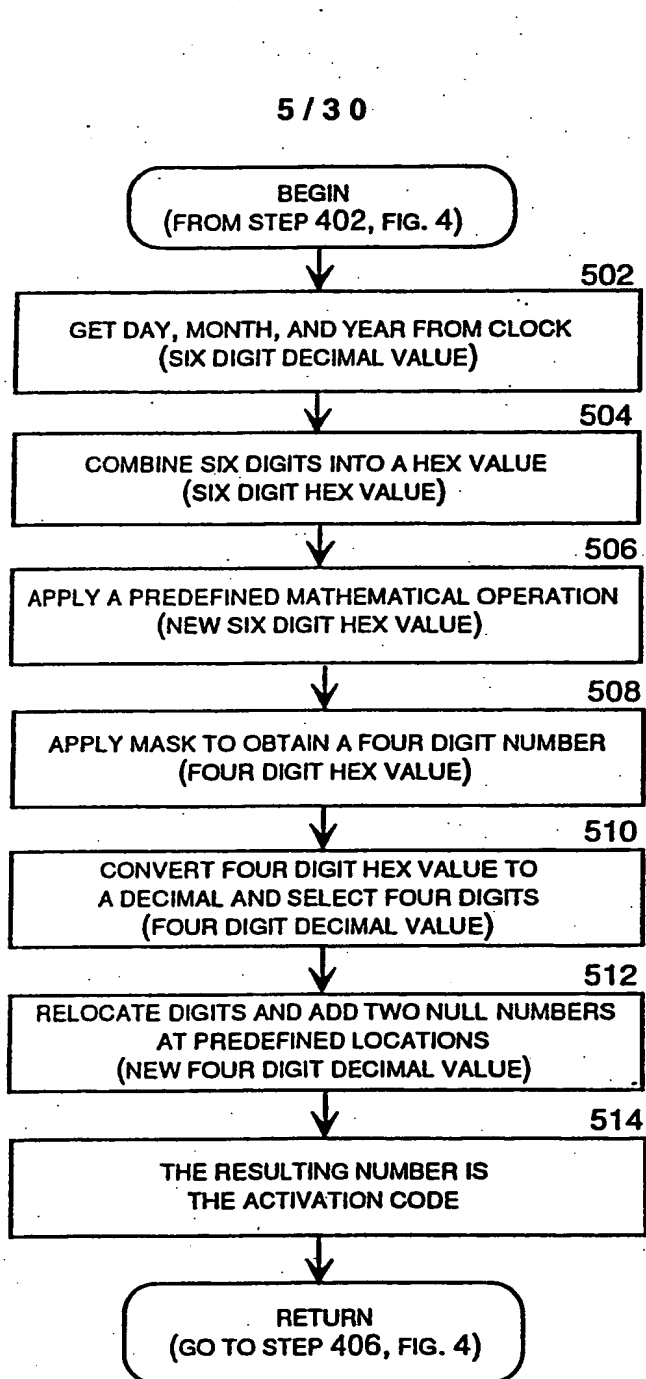 5/30
BEGIN
(FROM STEP 402, FIG. 4)
502
GET DAY, MONTH, AND YEAR FROM CLOCK
(SIX DIGIT DECIMAL VALUE)
504
COMBINE SIX DIGITS INTO A HEX VALUE
(SIX DIGIT HEX VALUE)
506
APPLY A PREDEFINED MATHEMATICAL OPERATION
(NEW SIX DIGIT HEX VALUE)
508
APPLY MASK TO OBTAIN A FOUR DIGIT NUMBER
(FOUR DIGIT HEX VALUE)
510
CONVERT FOUR DIGIT HEX VALUE TO
A DECIMAL AND SELECT FOUR DIGITS
(FOUR DIGIT DECIMAL VALUE)
512
RELOCATE DIGITS AND ADD TWO NULL NUMBERS
AT PREDEFINED LOCATIONS
(NEW FOUR DIGIT DECIMAL VALUE)
514
THE RESULTING NUMBER IS
THE ACTIVATION CODE
RETURN
(GO TO STEP 406, FIG. 4)